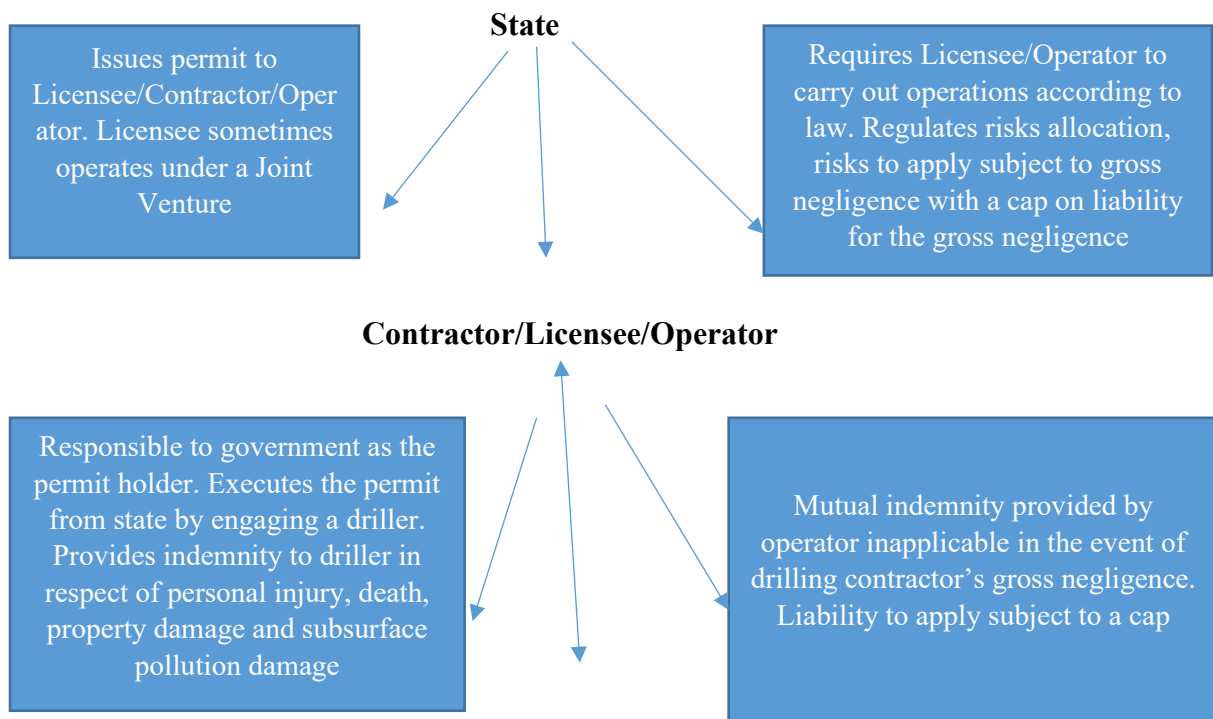 State
Issues permit to
Licensee/Contractor/Oper
ator. Licensee sometimes
operates under a Joint
Venture
Requires Licensee/Operator to
carry out operations according to
law. Regulates risks allocation,
risks to apply subject to gross
negligence with a cap on liability
for the gross negligence
Contractor/Licensee/Operator
Responsible to government as the
permit holder. Executes the permit
from state by engaging a driller.
Provides indemnity to driller in
respect of personal injury, death,
property damage and subsurface
pollution damage
Mutual indemnity provided by
operator inapplicable in the event of
drilling contractor’s gross negligence.
Liability to apply subject to a cap